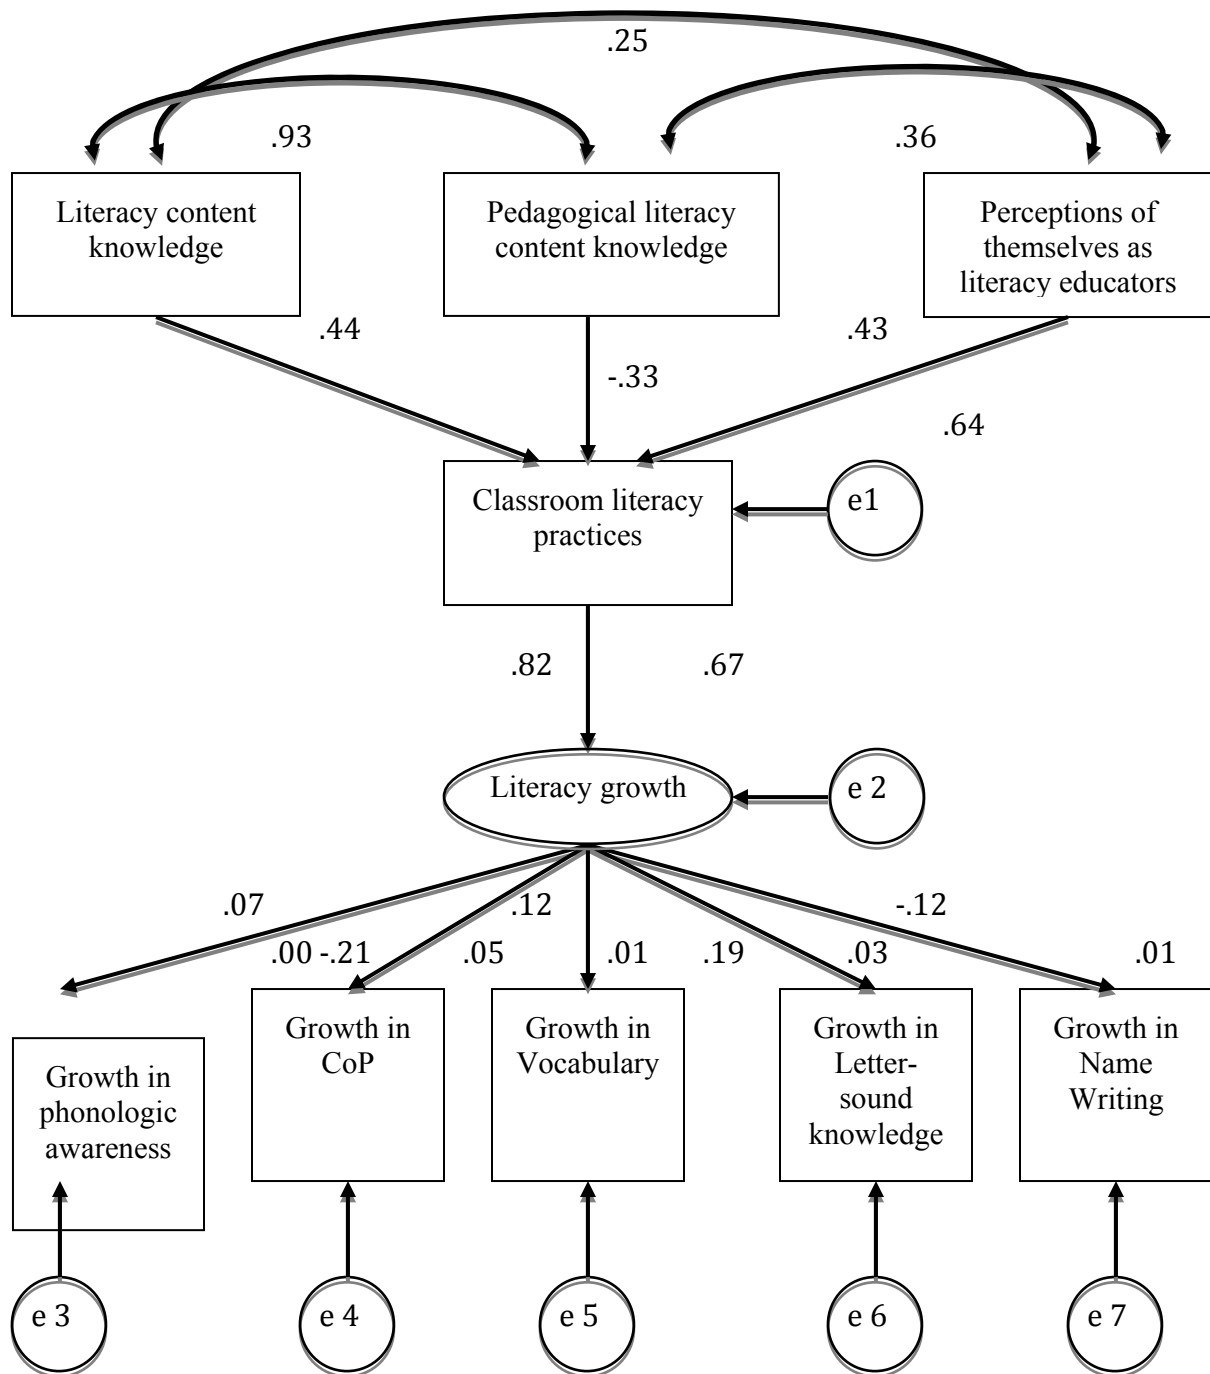 .25
.93
.36
Literacy content
knowledge
Pedagogical literacy
content knowledge
Perceptions of
themselves as
literacy educators
.44
-.33
.43
.64
Classroom literacy
practices
e1
.82
.67
Literacy growth
e 2
.07
.12
-.12
.00 -.21
.05
.01
.19
.03
.01
Growth in
phonologic
awareness
Growth in
CoP
Growth in
Vocabulary
Growth in
Letter-
sound
knowledge
Growth in
Name
Writing
e 3
e 4
e 5
e 6
e 7